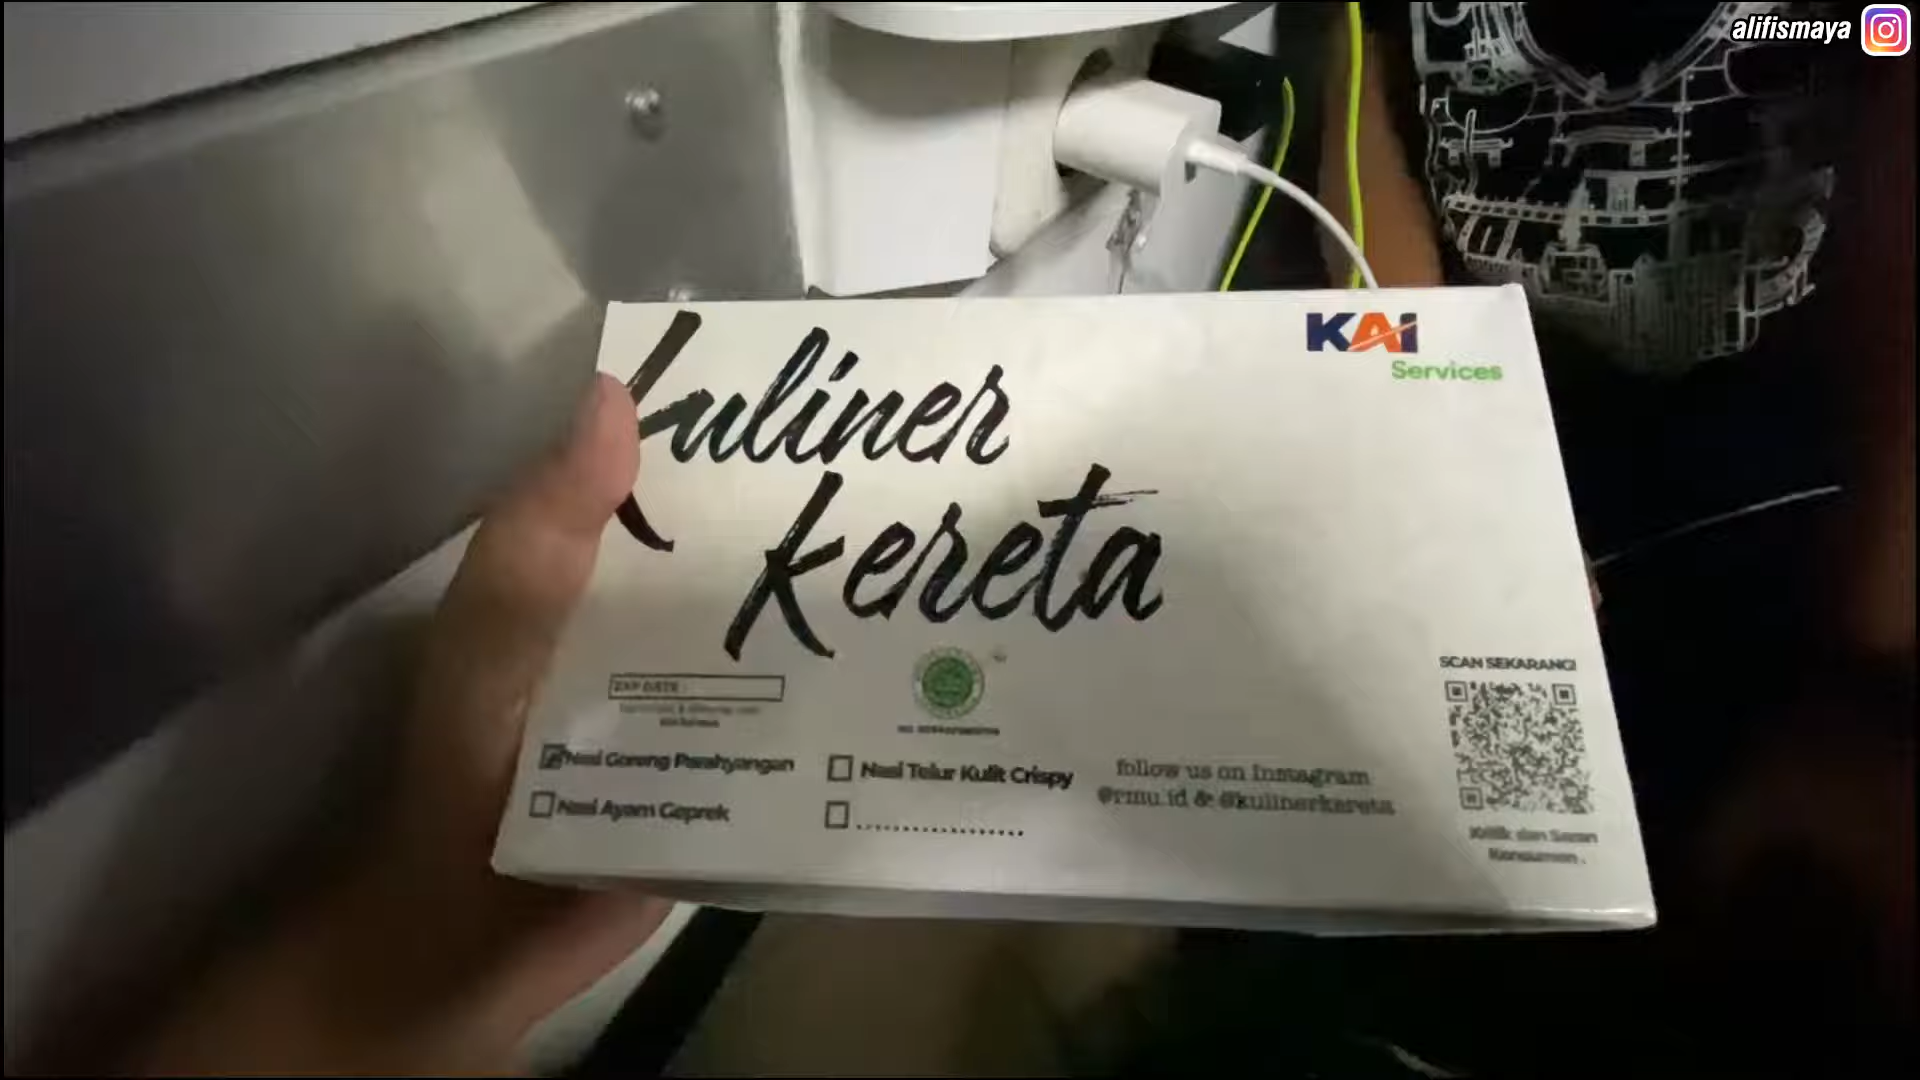 alifismaya
KAI
Services
Kuliner
Kereta
SCAN SEKARANG!
EXP DATE :
Nasi Goreng Parahyangan
Nasi Telur Kulit Crispy
Nasi Ayam Geprek
follow us on Instagram
@rmu.id & @kulinerkereta
Kritik dan Saran
Konsumen.